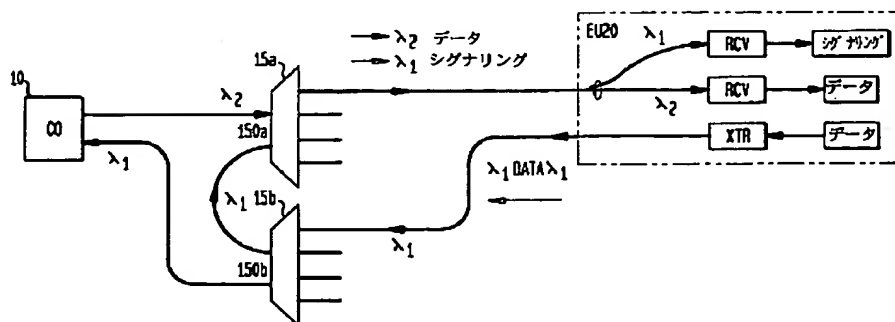 λ2 データ
λ1 シグナリング
EU20
λ1
RCV
シグナリング
λ2
RCV
データ
XTR
データ
10
CO
λ2
λ1
15a
150a
λ1
15b
150b
λ1
λ1 DATA λ1